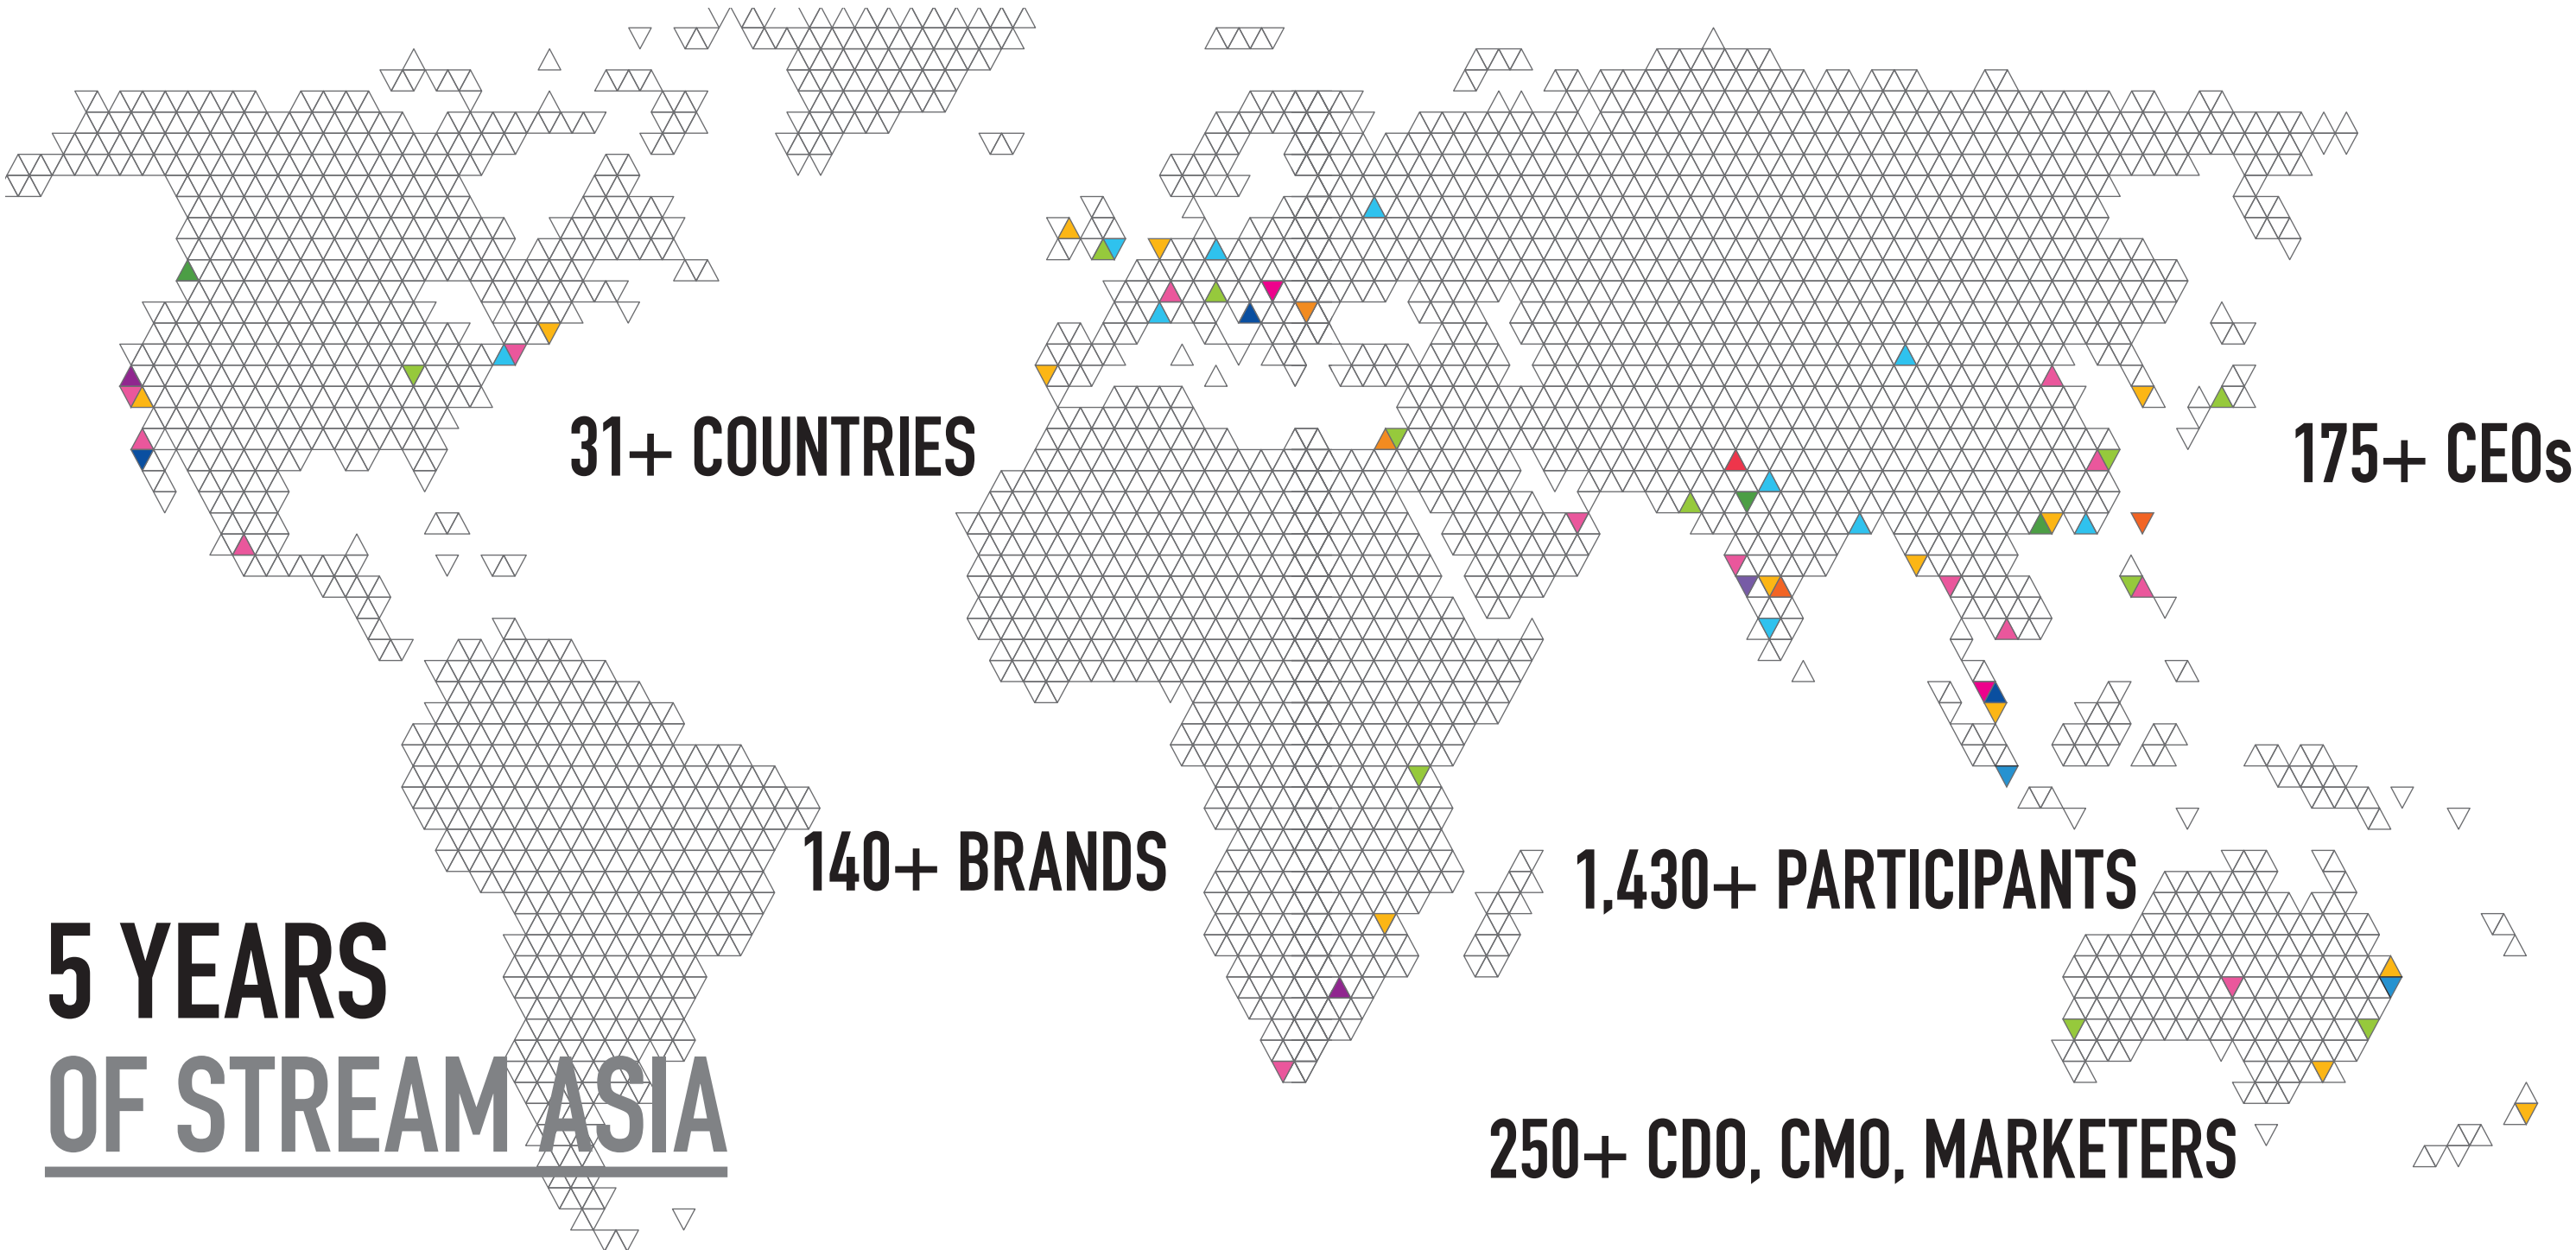 31+ COUNTRIES
175+ CEOs
140+ BRANDS
1,430+ PARTICIPANTS
5 YEARS
OF STREAM ASIA
250+ CDO, CMO, MARKETERS